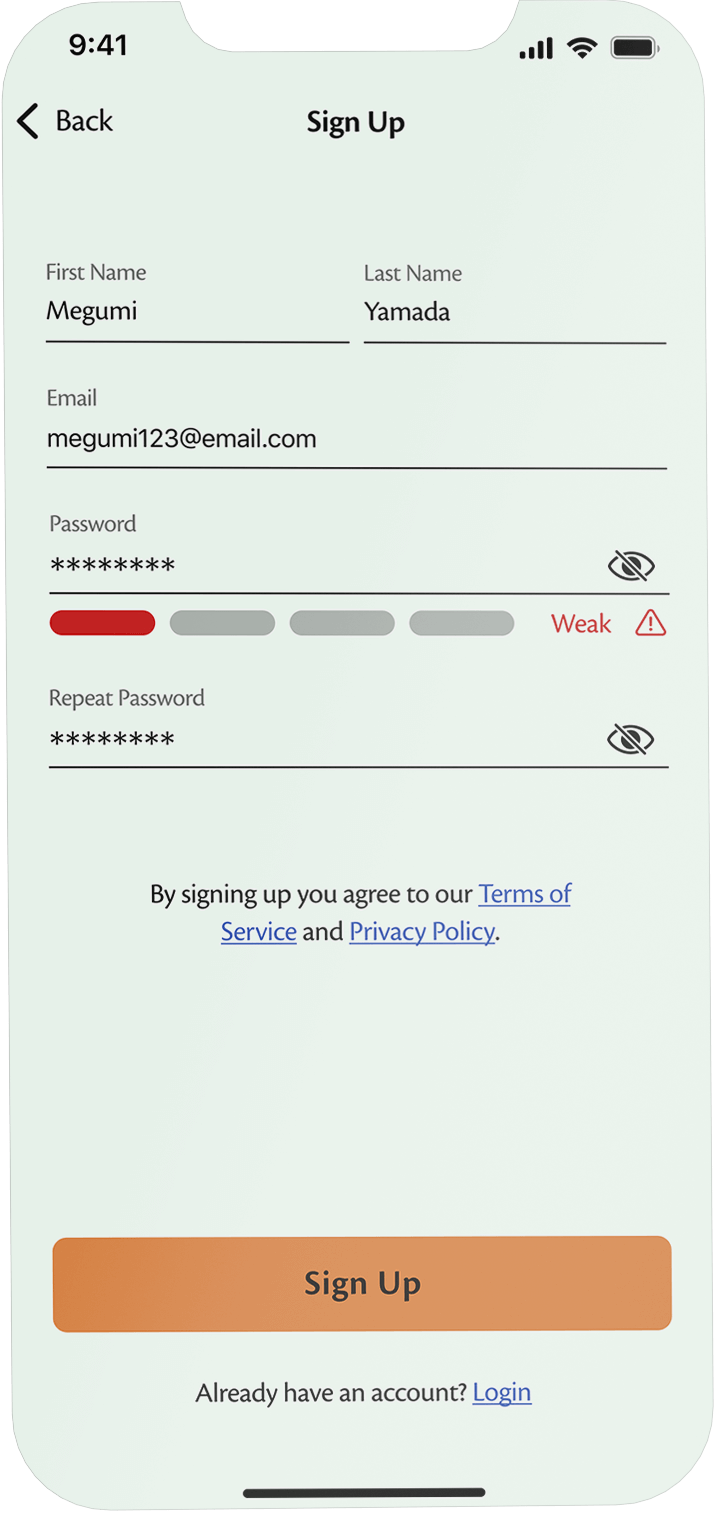 9:41
Back
Sign Up
First Name
Last Name
Megumi
Yamada
Email
megumi123@email.com
Password
********
Weak
Repeat Password
********
By signing up you agree to our Terms of
Service and Privacy Policy.
Sign Up
Already have an account? Login